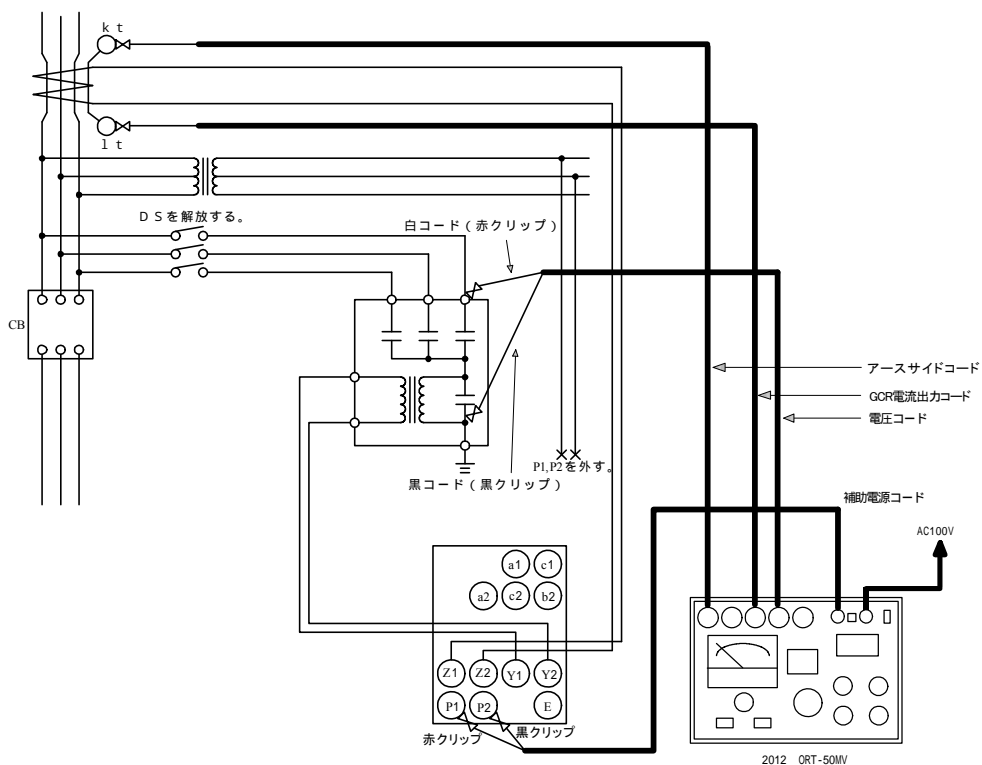 k t
l t
DSを解放する。
白コード(赤クリップ)
CB
アースサイドコード
GCR電流出力コード
電圧コード
P1,P2を外す。
黒コード(黒クリップ)
補助電源コード
AC100V
a1
c1
a2
c2
b2
Z1
Z2
Y1
Y2
P1
P2
E
赤クリップ
黒クリップ
2012 ORT-50MV